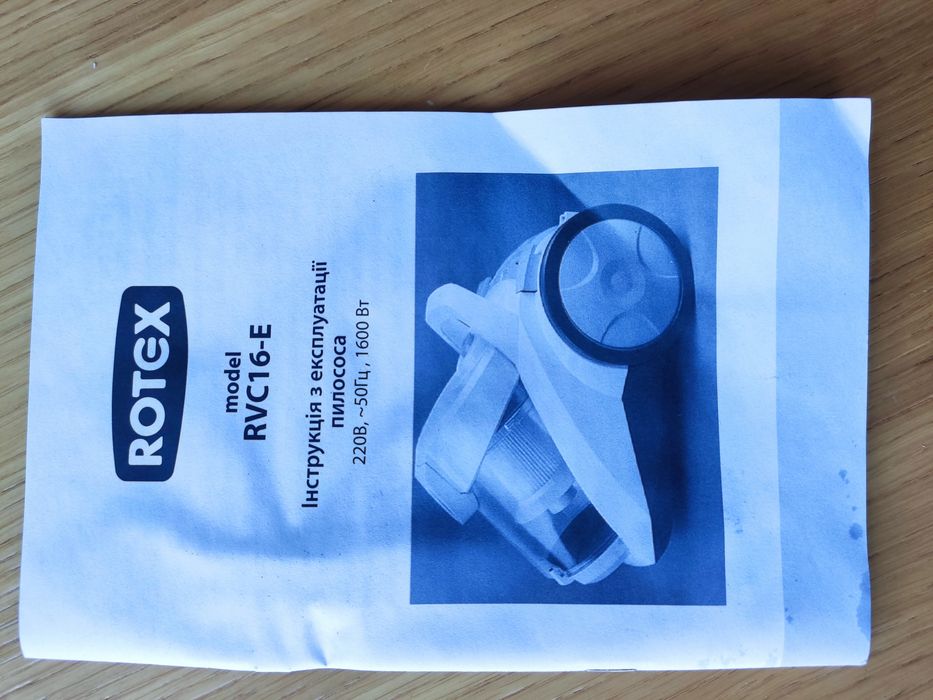 ROTEX
model
RVC16-E
Інструкція з експлуатації
пилососа
220В, ~50Гц , 1600 Вт